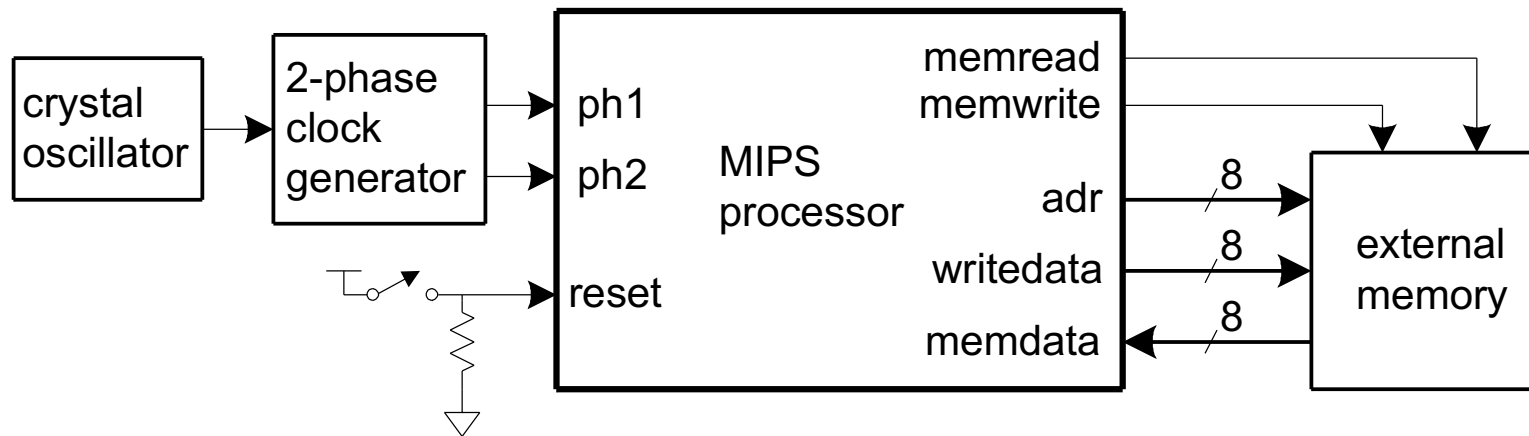 crystal
oscillator
2-phase
clock
generator
ph1
ph2
reset
MIPS
processor
memread
memwrite
adr
writedata
memdata
8
8
8
external
memory